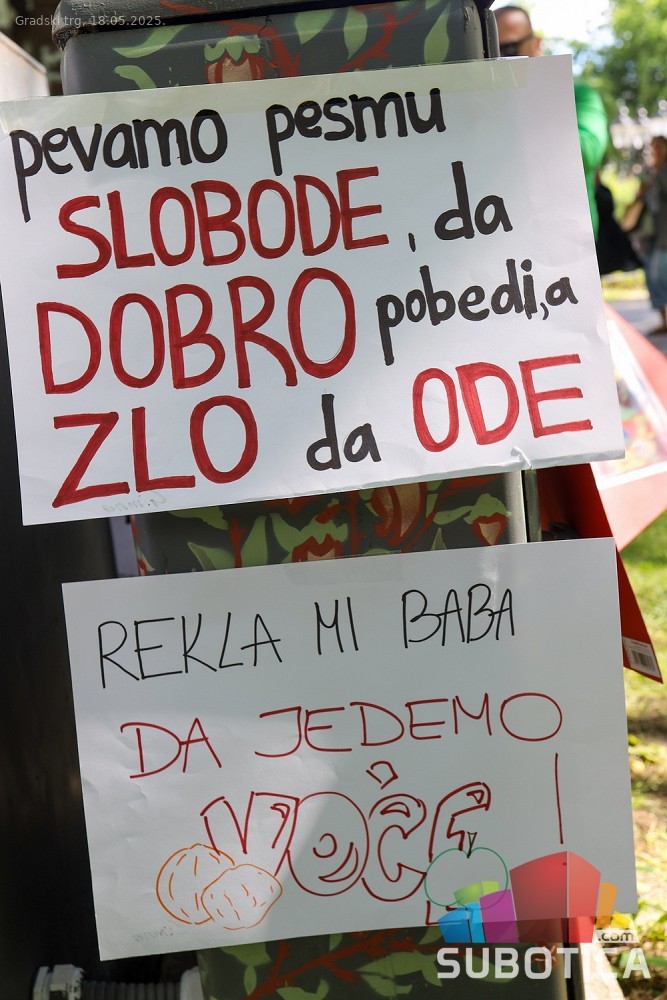 Gradski trg, 18.05.2025.
pevamo pesmu
SLOBODE, da
DOBRO pobedi, a
ZLO da ODE
REKLA MI BABA
DA JEDEMO
VOĆE!
.com
SUBOTICA